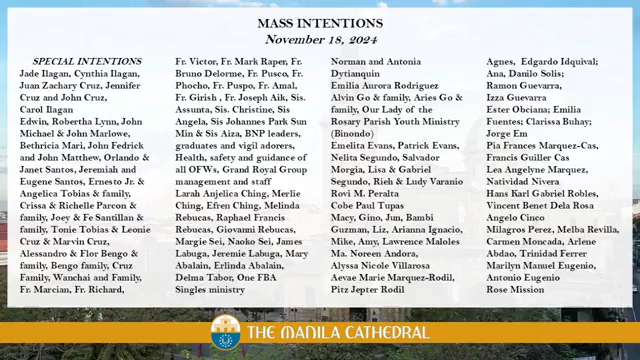 MASS INTENTIONS
November 18, 2024
SPECIAL INTENTIONS
Jade Ilagan, Cynthia Ilagan,
Juan Zachary Cruz, Jennifer
Cruz and John Cruz,
Carol Ilagan
Edwin, Robertha Lynn, John
Michael & John Marlowe,
Bethricia Mari, John Fedrick
and John Matthew, Orlando &
Janet Santos, Jeremiah and
Eugene Santos, Ernesto Jr. &
Angelica Tobias & family,
Crissa & Richelle Parcon &
family, Joey & Fe Santillan &
family, Tonie Tobias & Leonie
Cruz & Marvin Cruz,
Alessandro & Flor Bengo &
family, Bengo family, Cruz
Family, Wanchai and Family,
Fr. Marcian, Fr. Richard,
Fr. Victor, Fr. Mark Raper, Fr.
Bruno Delorme, Fr. Pusco, Fr.
Phocho, Fr. Puspo, Fr. Amal,
Fr. Girish , Fr. Joseph Aik, Sis.
Assunta, Sis. Christine, Sis
Angela, Sis Johannes Park Sun
Min & Sis Aiza, BNP leaders,
graduates and vigil adorers,
Health, safety and guidance of
all OFWs, Grand Royal Group
management and staff
Larah Anjelica Ching, Merlie
Ching, Efren Ching, Melinda
Rebucas, Raphael Francis
Rebucas, Giovanni Rebucas,
Margie Sei, Naoko Sei, James
Labuga, Jeremie Labuga, Mary
Abalain, Erlinda Abalain,
Delma Tabor, One FBA
Singles ministry
Norman and Antonia
Dytianquin
Emilia Aurora Rodriguez
Alvin Go & family, Aries Go &
family, Our Lady of the
Rosary Parish Youth Ministry
(Binondo)
Emelita Evans, Patrick Evans,
Nelita Segundo, Salvador
Morgia, Lisa & Gabriel
Segundo, Rieh & Ludy Varanio
Rovi M. Peralta
Cobe Paul Tupas
Macy, Gino, Jun, Bambi
Guzman, Liz, Arianna Ignacio,
Mike, Amy, Lawrence Maloles
Ma. Noreen Andora,
Alyssa Nicole Villarosa
Aevae Marie Marquez-Rodil,
Pitz Jepter Rodil
Agnes, Edgardo Idquival;
Ana, Danilo Solis;
Ramon Guevarra,
Izza Guevarra
Ester Obciana; Emilia
Fuentes; Clarissa Buhay;
Jorge Em
Pia Frances Marquez-Cas,
Francis Guiller Cas
Lea Angelyne Marquez,
Natividad Nivera
Hans Karl Gabriel Robles,
Vincent Benet Dela Rosa
Angelo Cinco
Milagros Perez, Melba Revilla,
Carmen Moncada, Arlene
Abdao, Trinidad Ferrer
Marilyn Manuel Eugenio,
Antonio Eugenio
Rose Mission
THE MANILA CATHEDRAL